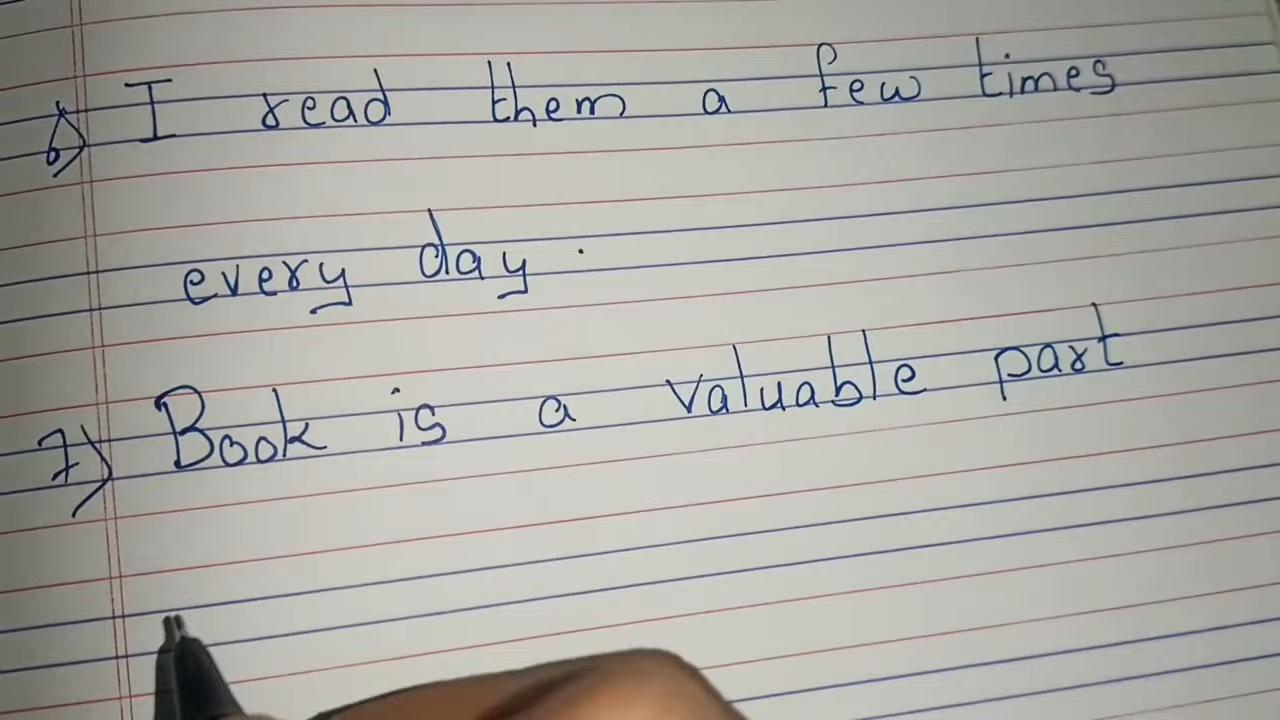 6) I read them a few times
every day.
7) Book is a valuable part